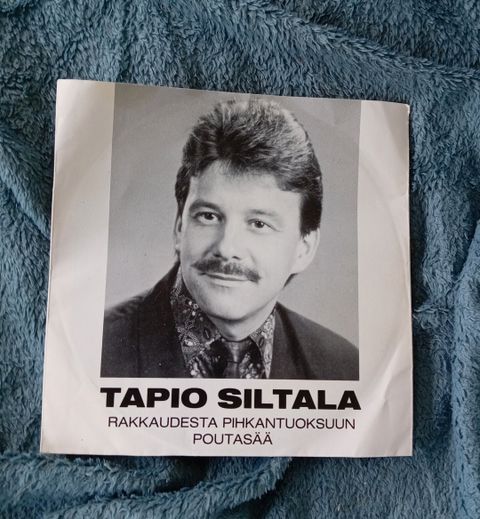 TAPIO SILTALA
RAKKAUDESTA PIHKANTUOKSUUN
POUTASÄÄ